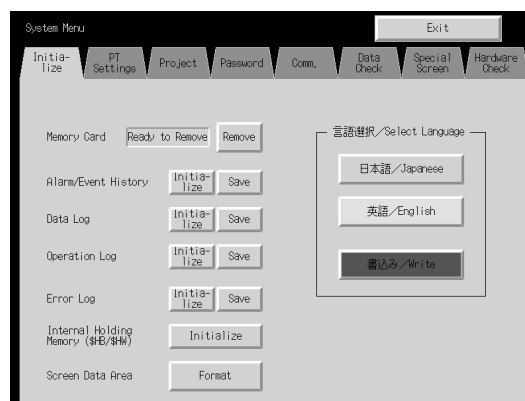 System Menu
Exit
Initia-
lize
PT
Settings
Project
Password
Comm.
Data
Check
Special
Screen
Hardware
Check
Memory Card
Ready to Remove
Remove
Alarm/Event History
Initia-
lize
Save
Data Log
Initia-
lize
Save
Operation Log
Initia-
lize
Save
Error Log
Initia-
lize
Save
Internal Holding
Memory ($HB/$HW)
Initialize
Screen Data Area
Format
言語選択/Select Language
日本語/Japanese
英語/English
書込み/Write